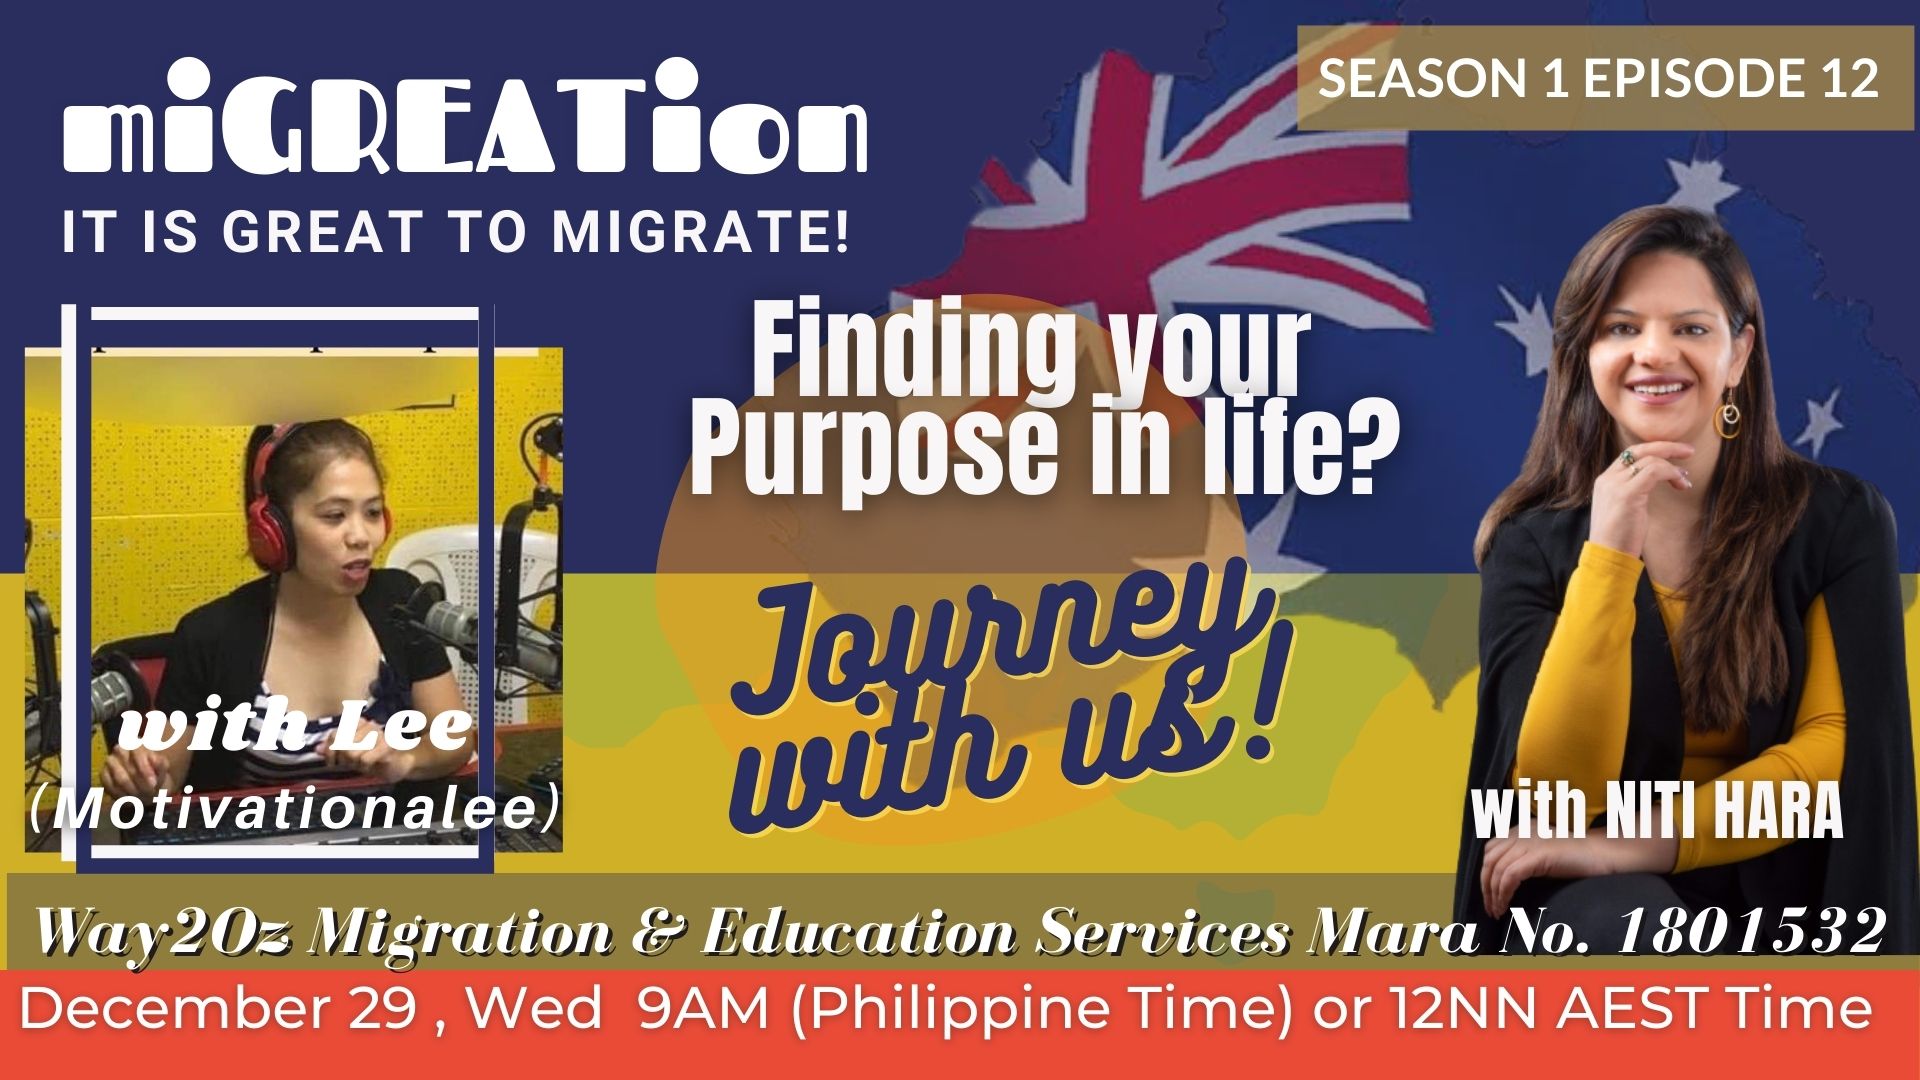 miGREATion
IT IS GREAT TO MIGRATE!
SEASON 1 EPISODE 12
Finding your
Purpose in life?
Journey
with us!
with Lee
(Motivationalee)
with NITI HARA
Way2Oz Migration & Education Services Mara No. 1801532
December 29 , Wed 9AM (Philippine Time) or 12NN AEST Time